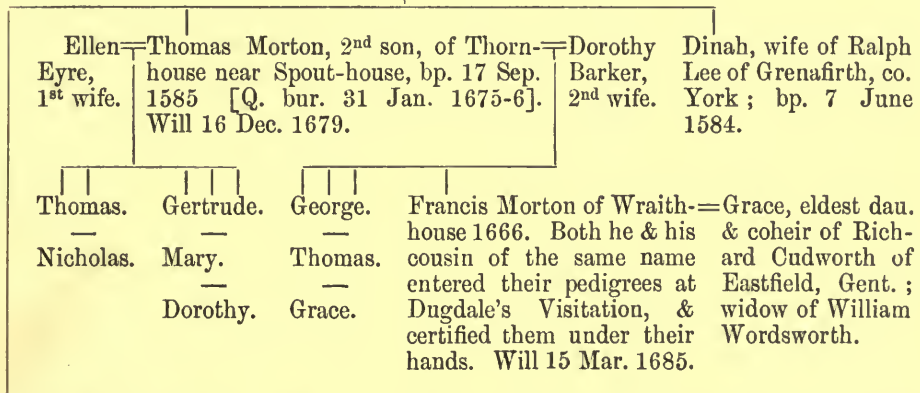 Ellen=Thomas Morton, 2nd son, of Thorn-=Dorothy
Eyre, house near Spout-house, bp. 17 Sep. Barker,
1st wife. 1585 [Q. bur. 31 Jan. 1675-6]. 2nd wife.
Will 16 Dec. 1679.
Dinah, wife of Ralph
Lee of Grenafirth, co.
York ; bp. 7 June
1584.
Thomas.
—
Nicholas.
Gertrude.
—
Mary.
—
Dorothy.
George.
—
Thomas.
—
Grace.
Francis Morton of Wraith-=Grace, eldest dau.
house 1666. Both he & his & coheir of Rich-
cousin of the same name ard Cudworth of
entered their pedigrees at Eastfield, Gent. ;
Dugdale's Visitation, & widow of William
certified them under their Wordsworth.
hands. Will 15 Mar. 1685.